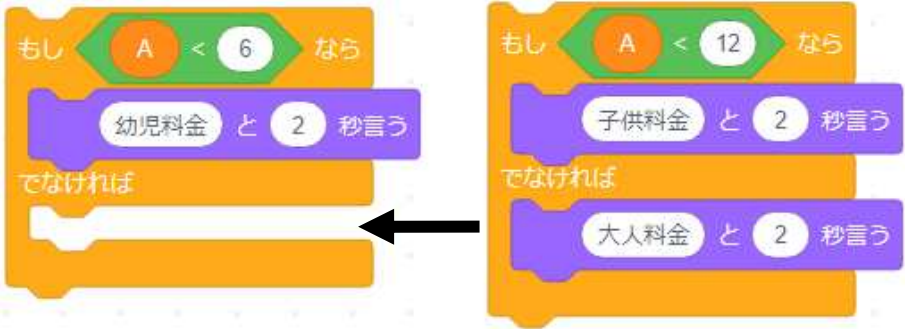 もし A < 6 なら
幼児料金 と 2 秒言う
でなければ
もし A < 12 なら
子供料金 と 2 秒言う
でなければ
大人料金 と 2 秒言う